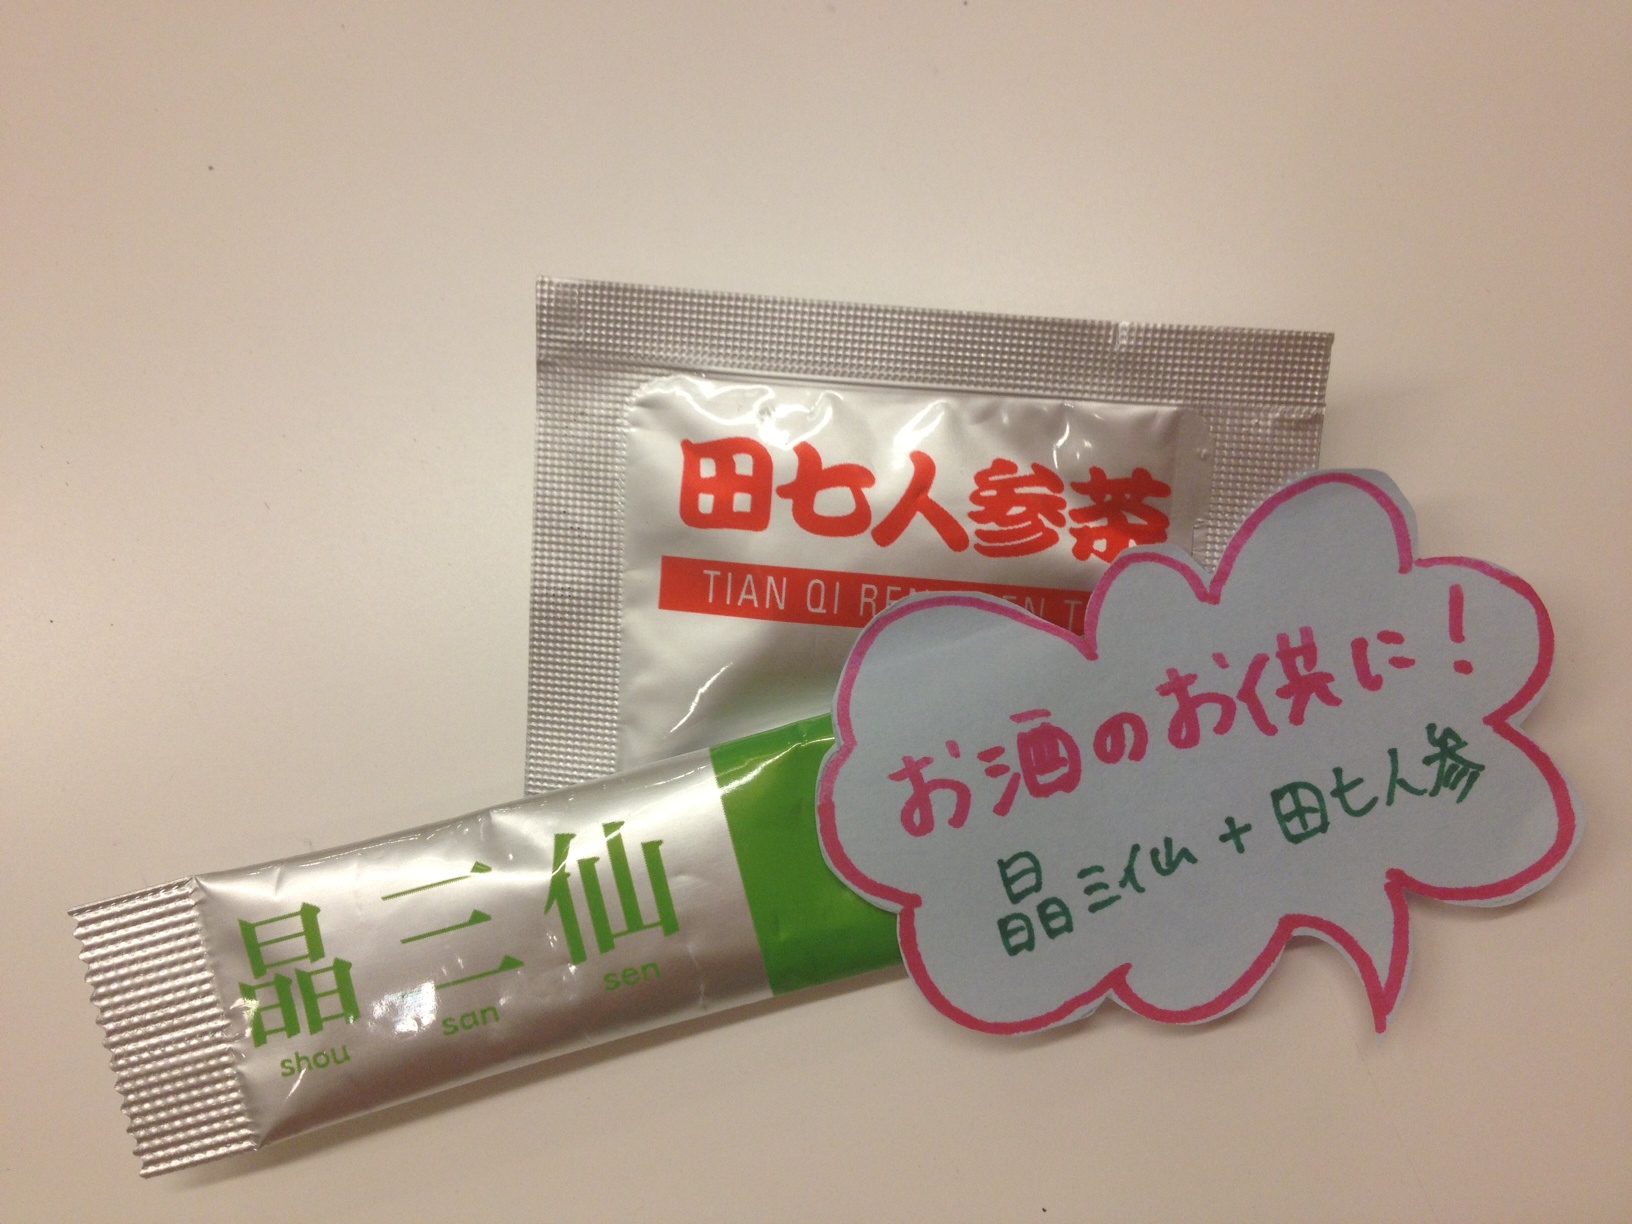 田七人参茶
TIAN QI REN
お酒のお供に!
晶三仙+田七人参
晶三仙
shou san sen